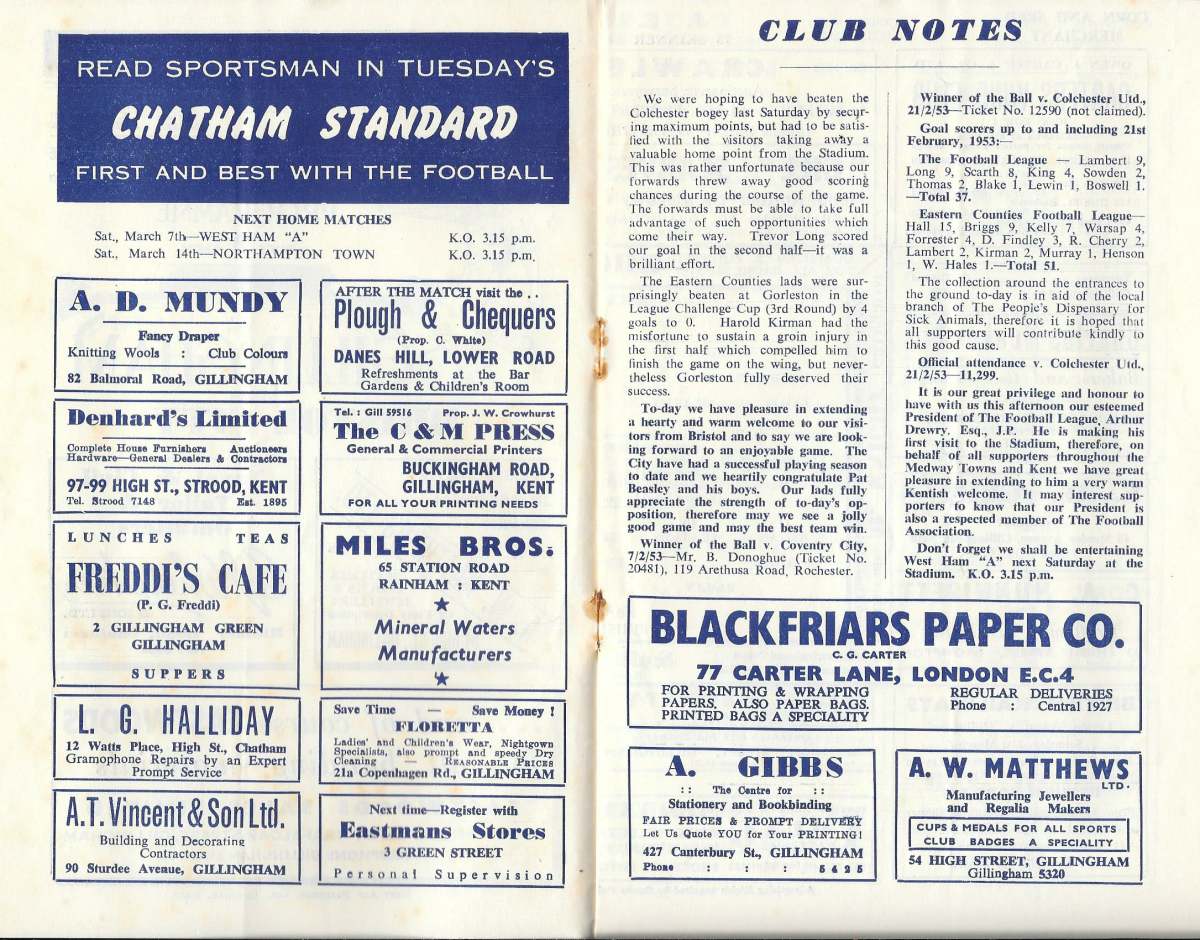 READ SPORTSMAN IN TUESDAY'S
CHATHAM STANDARD
FIRST AND BEST WITH THE FOOTBALL
NEXT HOME MATCHES
Sat., March 7th—WEST HAM "A" K.O. 3.15 p.m.
Sat., March 14th—NORTHAMPTON TOWN K.O. 3.15 p.m.
A. D. MUNDY
Fancy Draper
Knitting Wools : Club Colours
82 Balmoral Road, GILLINGHAM
AFTER THE MATCH visit the . .
Plough & Chequers
(Prop. C. White)
DANES HILL, LOWER ROAD
Refreshments at the Bar
Gardens & Children's Room
Denhard's Limited
Complete House Furnishers Auctioneers
Hardware—General Dealers & Contractors
97-99 HIGH ST., STROOD, KENT
Tel. Strood 7148 Est. 1895
Tel. : Gill 59516 Prop. J. W. Crowhurst
The C & M PRESS
General & Commercial Printers
BUCKINGHAM ROAD,
GILLINGHAM, KENT
FOR ALL YOUR PRINTING NEEDS
LUNCHES TEAS
FREDDI'S CAFE
(P. G. Freddi)
2 GILLINGHAM GREEN
GILLINGHAM
SUPPERS
MILES BROS.
65 STATION ROAD
RAINHAM : KENT
★
Mineral Waters
Manufacturers
★
L. G. HALLIDAY
12 Watts Place, High St., Chatham
Gramophone Repairs by an Expert
Prompt Service
Save Time — Save Money !
FLORETTA
Ladies' and Children's Wear, Nightgown
Specialists, also prompt and speedy Dry
Cleaning — REASONABLE PRICES
21a Copenhagen Rd., GILLINGHAM
A.T. Vincent & Son Ltd.
Building and Decorating
Contractors
90 Sturdee Avenue, GILLINGHAM
Next time—Register with
Eastmans Stores
3 GREEN STREET
Personal Supervision
CLUB NOTES
We were hoping to have beaten the
Colchester bogey last Saturday by secur-
ing maximum points, but had to be satis-
fied with the visitors taking away a
valuable home point from the Stadium.
This was rather unfortunate because our
forwards threw away good scoring
chances during the course of the game.
The forwards must be able to take full
advantage of such opportunities which
come their way. Trevor Long scored
our goal in the second half—it was a
brilliant effort.
The Eastern Counties lads were sur-
prisingly beaten at Gorleston in the
League Challenge Cup (3rd Round) by 4
goals to 0. Harold Kirman had the
misfortune to sustain a groin injury in
the first half which compelled him to
finish the game on the wing, but never-
theless Gorleston fully deserved their
success.
To-day we have pleasure in extending
a hearty and warm welcome to our visi-
tors from Bristol and to say we are look-
ing forward to an enjoyable game. The
City have had a successful playing season
to date and we heartily congratulate Pat
Beasley and his boys. Our lads fully
appreciate the strength of to-day's op-
position, therefore may we see a jolly
good game and may the best team win.
Winner of the Ball v. Coventry City,
7/2/53—Mr. B. Donoghue (Ticket No.
20481), 119 Arethusa Road, Rochester.
Winner of the Ball v. Colchester Utd.,
21/2/53—Ticket No. 12590 (not claimed).
Goal scorers up to and including 21st
February, 1953:—
The Football League — Lambert 9,
Long 9, Scarth 8, King 4, Sowden 2,
Thomas 2, Blake 1, Lewin 1, Boswell 1.
—Total 37.
Eastern Counties Football League—
Hall 15, Briggs 9, Kelly 7, Warsap 4,
Forrester 4, D. Findley 3, R. Cherry 2,
Lambert 2, Kirman 2, Murray 1, Henson
1, W. Hales 1.—Total 51.
The collection around the entrances to
the ground to-day is in aid of the local
branch of The People's Dispensary for
Sick Animals, therefore it is hoped that
all supporters will contribute kindly to
this good cause.
Official attendance v. Colchester Utd.,
21/2/53—11,299.
It is our great privilege and honour to
have with us this afternoon our esteemed
President of The Football League, Arthur
Drewry, Esq., J.P. He is making his
first visit to the Stadium, therefore, on
behalf of all supporters throughout the
Medway Towns and Kent we have great
pleasure in extending to him a very warm
Kentish welcome. It may interest sup-
porters to know that our President is
also a respected member of The Football
Association.
Don't forget we shall be entertaining
West Ham "A" next Saturday at the
Stadium. K.O. 3.15 p.m.
BLACKFRIARS PAPER CO.
C. G. CARTER
77 CARTER LANE, LONDON E.C.4
FOR PRINTING & WRAPPING
PAPERS, ALSO PAPER BAGS.
PRINTED BAGS A SPECIALITY
REGULAR DELIVERIES
Phone : Central 1927
A. GIBBS
: : The Centre for : :
Stationery and Bookbinding
FAIR PRICES & PROMPT DELIVERY
Let Us Quote YOU for Your PRINTING!
427 Canterbury St., GILLINGHAM
Phone : : : 5425
A. W. MATTHEWS
LTD.
Manufacturing Jewellers
and Regalia Makers
CUPS & MEDALS FOR ALL SPORTS
CLUB BADGES A SPECIALITY
54 HIGH STREET, GILLINGHAM
Gillingham 5320